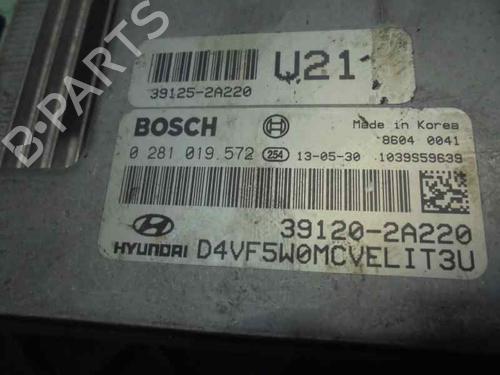 U21
39125-2A220
BOSCH
Made in Korea
8604 0041
0 281 019 572 254 13-05-30 1039S59639
39120-2A220
HYUNDAI D4VF5W0MCVELIT3U
B-PARTS